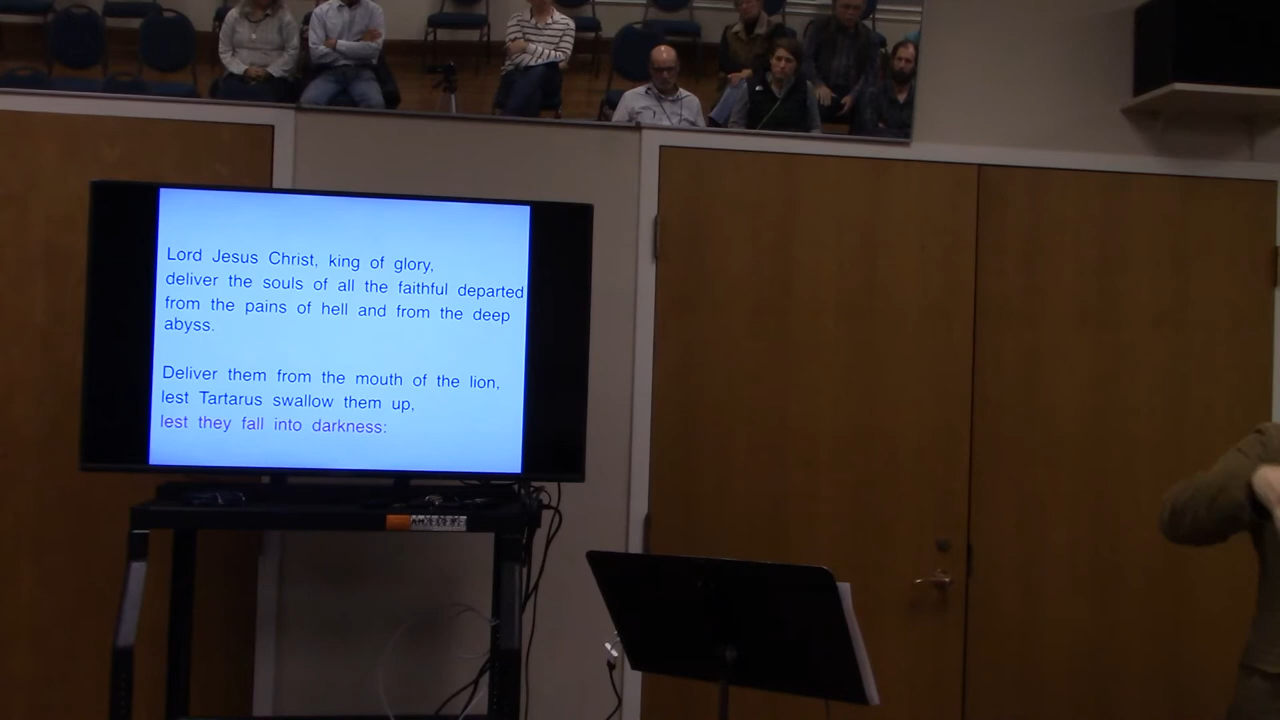 Lord Jesus Christ, king of glory,
deliver the souls of all the faithful departed
from the pains of hell and from the deep
abyss.
Deliver them from the mouth of the lion,
lest Tartarus swallow them up,
lest they fall into darkness: